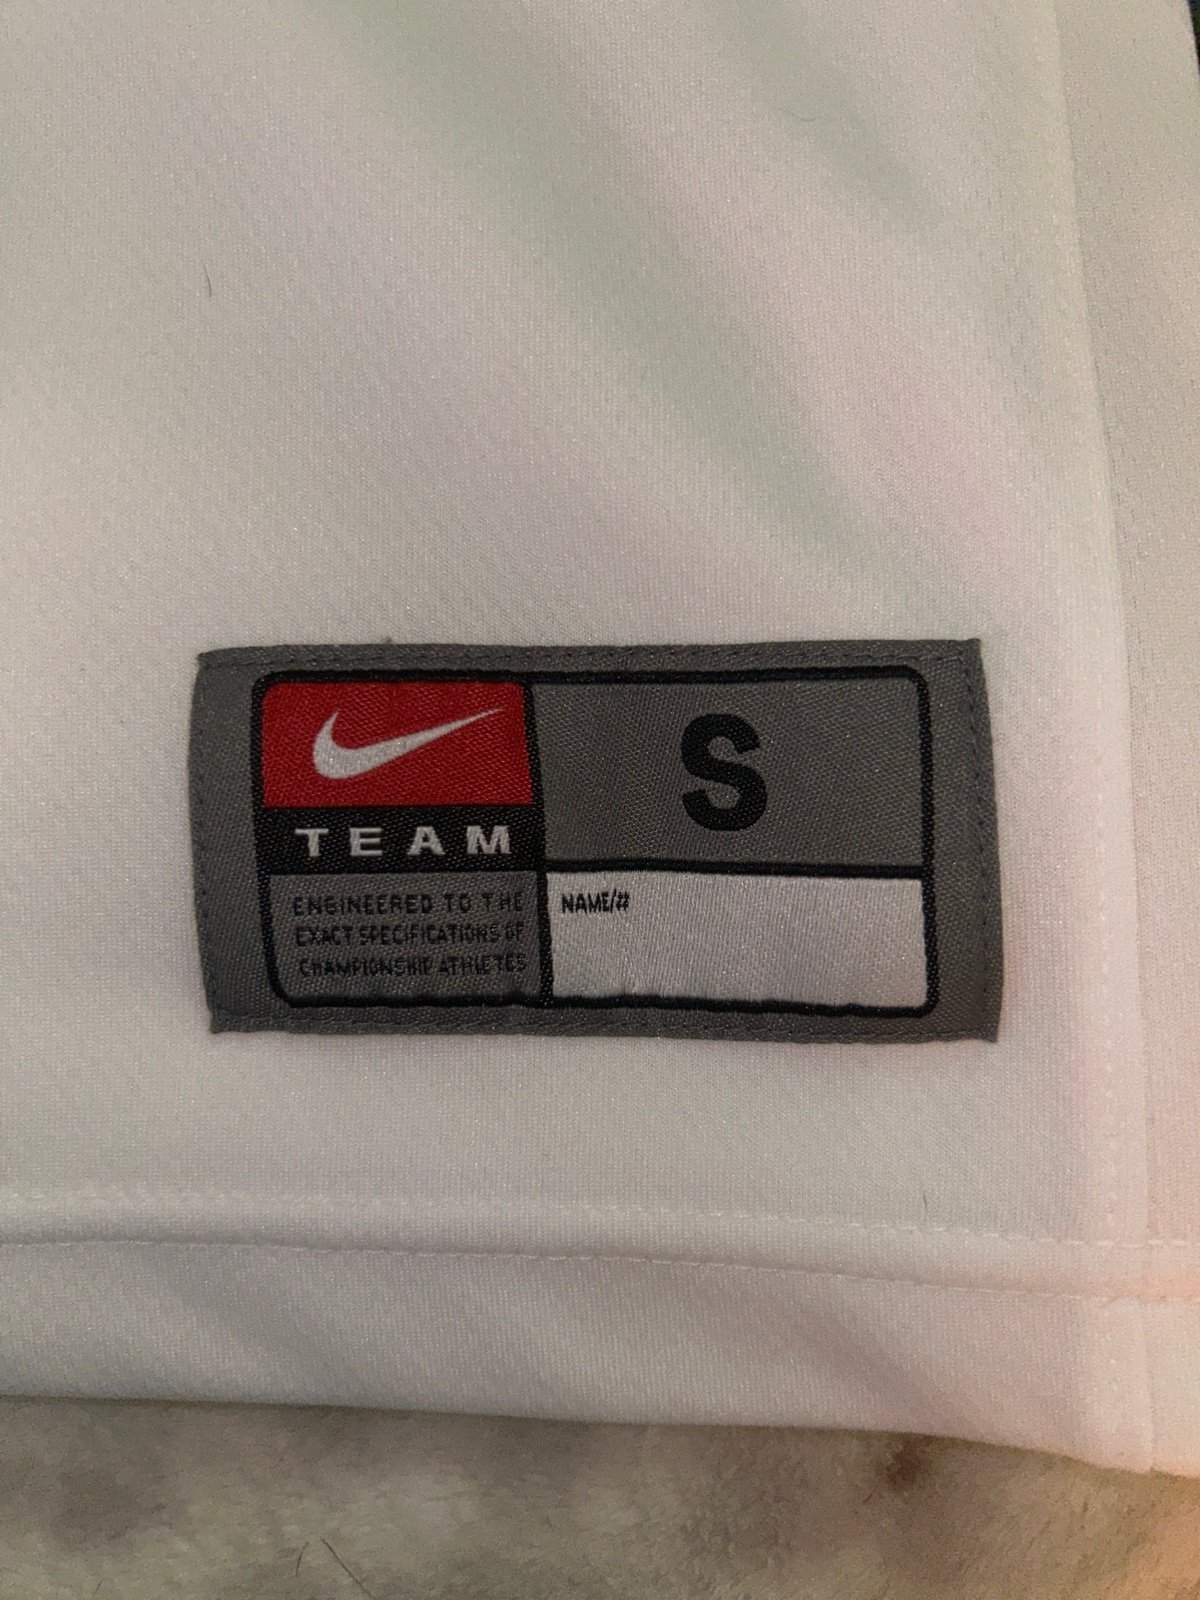 TEAM
S
ENGINEERED TO THE
EXACT SPECIFICATIONS OF
CHAMPIONSHIP ATHLETES
NAME/#